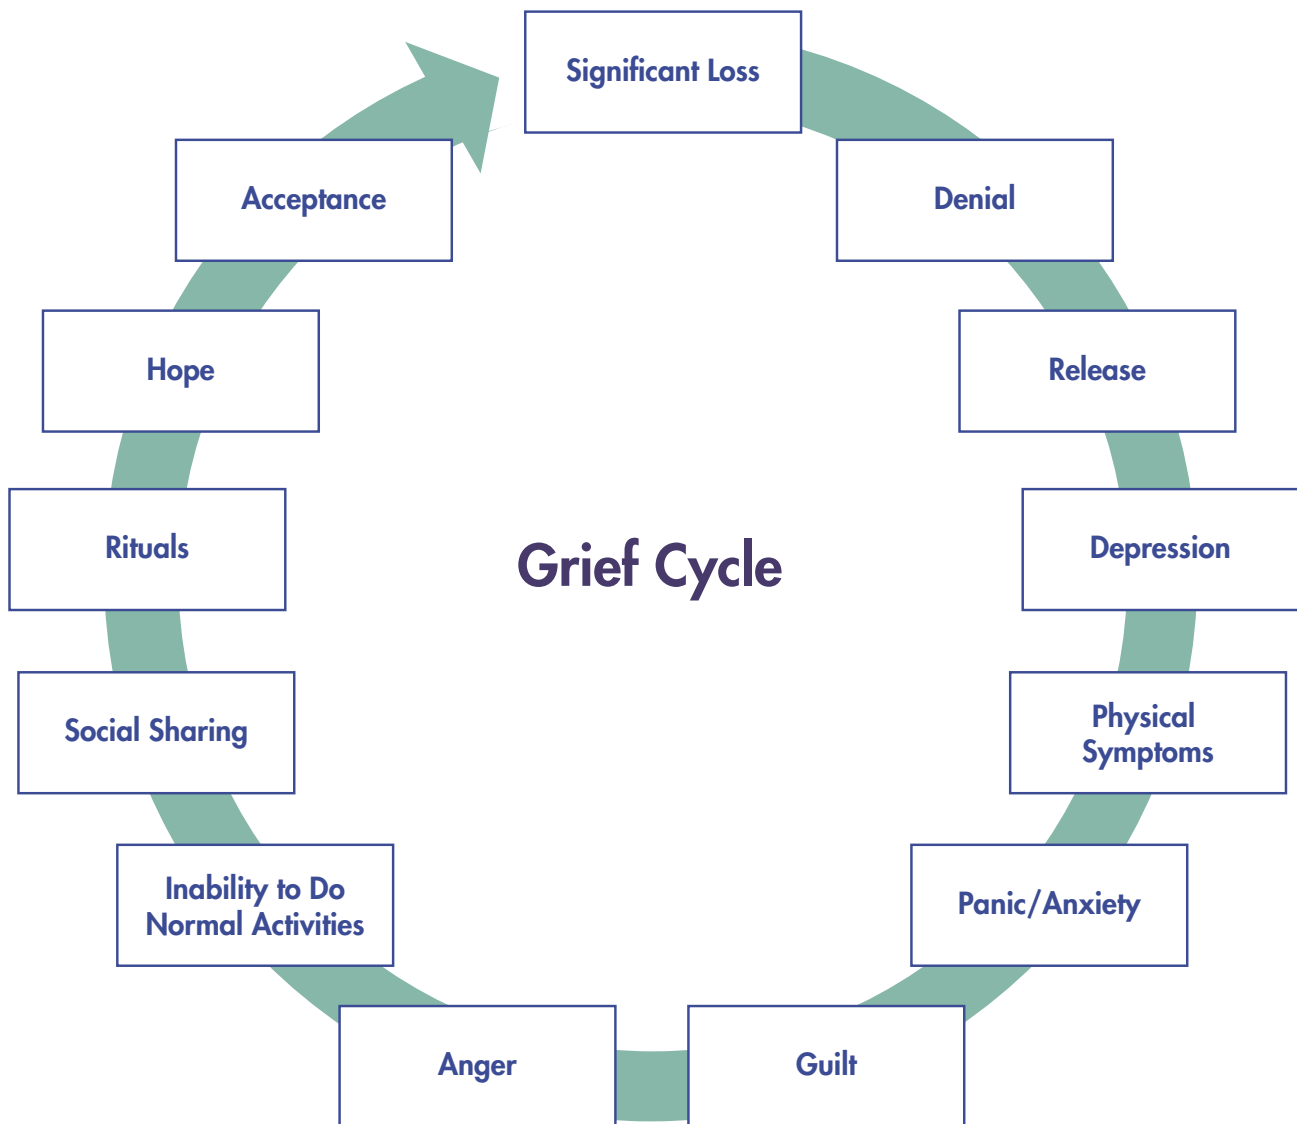 Significant Loss
Denial
Release
Depression
Physical
Symptoms
Panic/Anxiety
Guilt
Anger
Inability to Do
Normal Activities
Social Sharing
Rituals
Hope
Acceptance
Grief Cycle